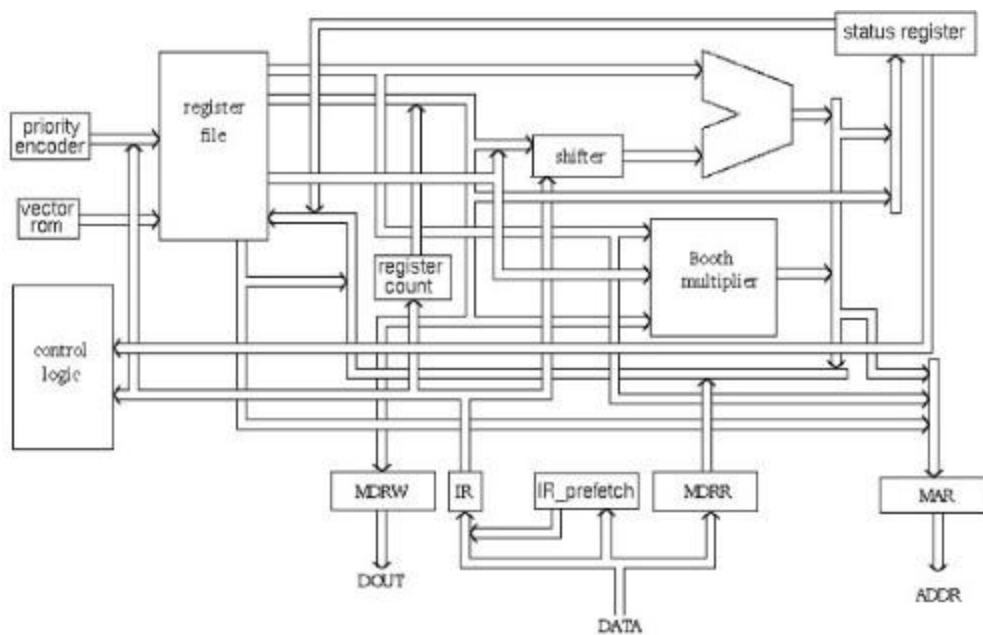 status register
register
file
priority
encoder
shifter
vector
rom
register
count
Booth
multiplier
control
logic
MDRW
IR
IR_prefetch
MDRR
MAR
DOUT
DATA
ADDR